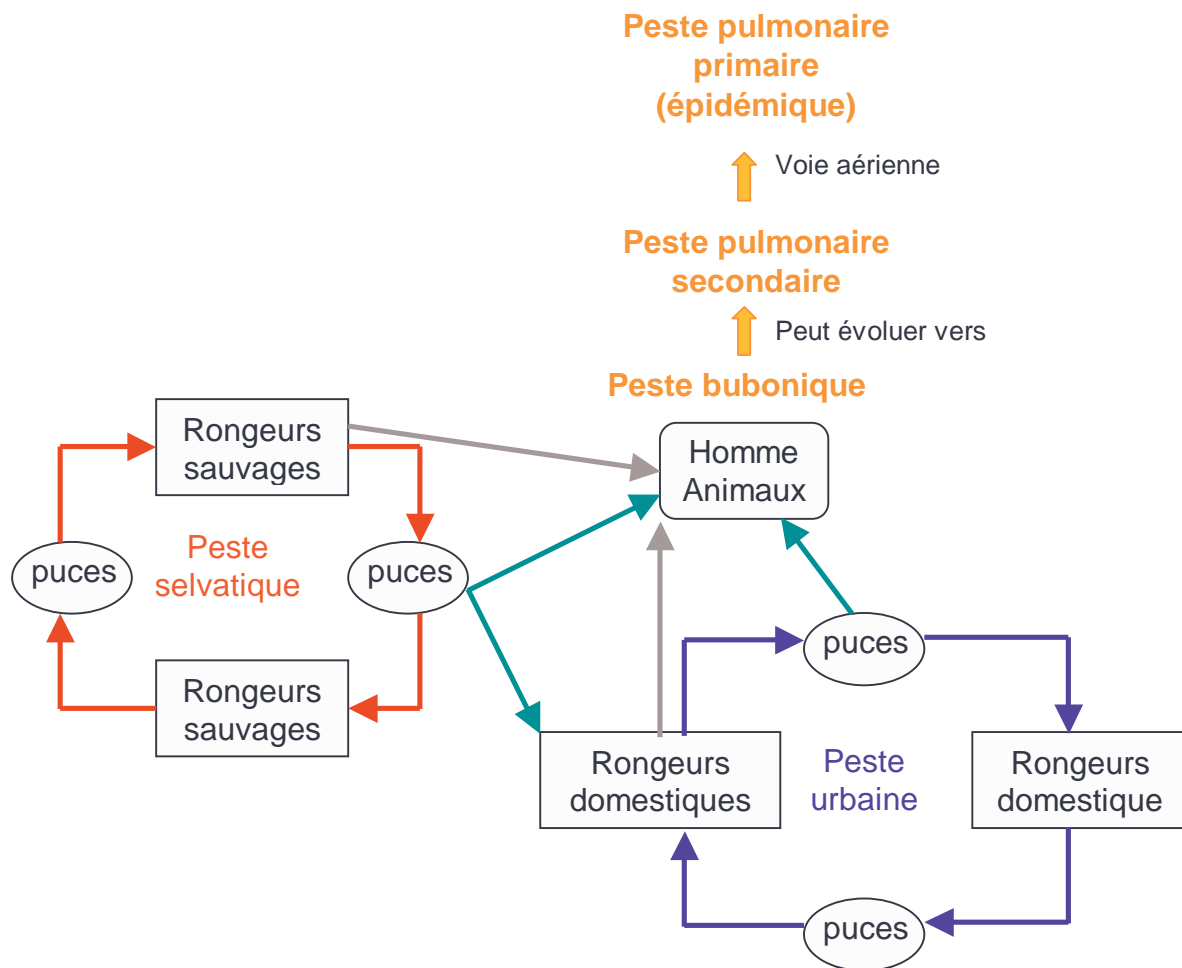 Peste pulmonaire
primaire
(épidémique)
Voie aérienne
Peste pulmonaire
secondaire
Peut évoluer vers
Peste bubonique
Rongeurs
sauvages
Homme
Animaux
puces
Peste
selvatique
puces
Rongeurs
sauvages
puces
Rongeurs
domestiques
Peste
urbaine
Rongeurs
domestique
puces